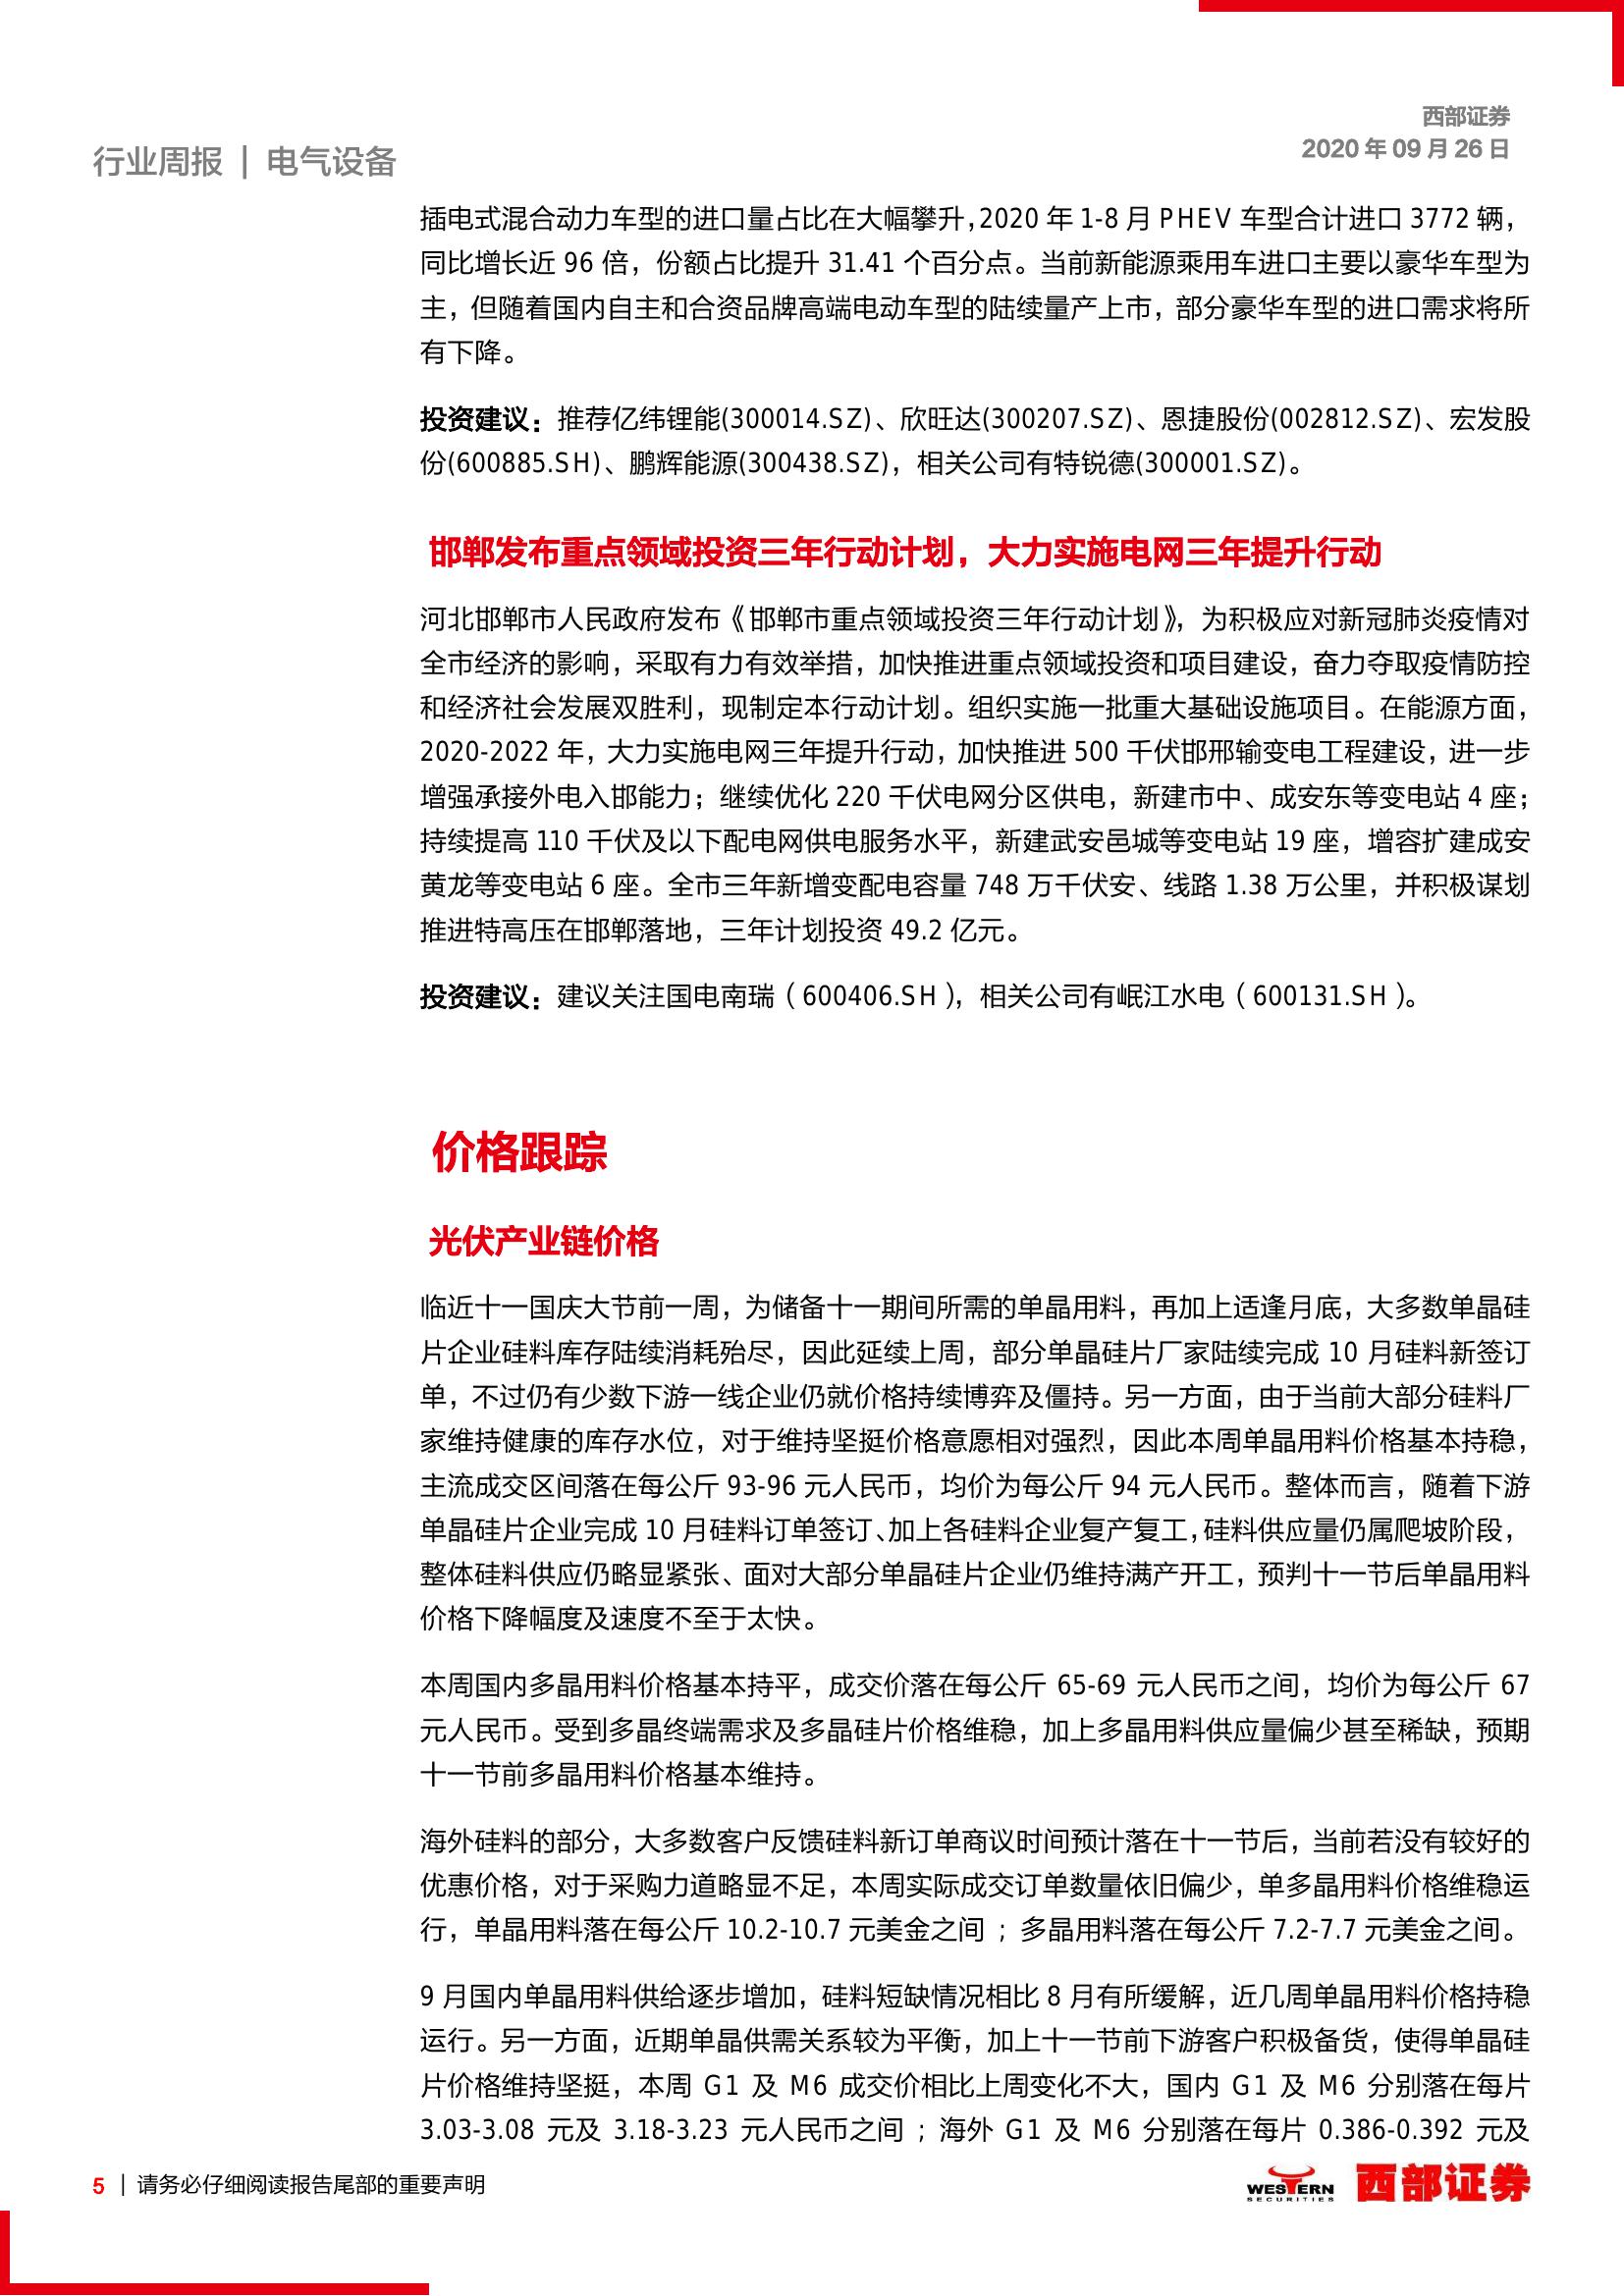 西部证券
2020 年 09 月 26 日
行业周报 | 电气设备
插电式混合动力车型的进口量占比在大幅攀升，2020 年 1-8 月 PHEV 车型合计进口 3772 辆，
同比增长近 96 倍，份额占比提升 31.41 个百分点。当前新能源乘用车进口主要以豪华车型为
主，但随着国内自主和合资品牌高端电动车型的陆续量产上市，部分豪华车型的进口需求将所
有下降。
投资建议：推荐亿纬锂能(300014.SZ)、欣旺达(300207.SZ)、恩捷股份(002812.SZ)、宏发股
份(600885.SH)、鹏辉能源(300438.SZ)，相关公司有特锐德(300001.SZ)。
邯郸发布重点领域投资三年行动计划，大力实施电网三年提升行动
河北邯郸市人民政府发布《邯郸市重点领域投资三年行动计划》，为积极应对新冠肺炎疫情对
全市经济的影响，采取有力有效举措，加快推进重点领域投资和项目建设，奋力夺取疫情防控
和经济社会发展双胜利，现制定本行动计划。组织实施一批重大基础设施项目。在能源方面，
2020-2022 年，大力实施电网三年提升行动，加快推进 500 千伏邯邢输变电工程建设，进一步
增强承接外电入邯能力；继续优化 220 千伏电网分区供电，新建市中、成安东等变电站 4 座；
持续提高 110 千伏及以下配电网供电服务水平，新建武安邑城等变电站 19 座，增容扩建成安
黄龙等变电站 6 座。全市三年新增变配电容量 748 万千伏安、线路 1.38 万公里，并积极谋划
推进特高压在邯郸落地，三年计划投资 49.2 亿元。
投资建议：建议关注国电南瑞（600406.SH），相关公司有岷江水电（600131.SH）。
价格跟踪
光伏产业链价格
临近十一国庆大节前一周，为储备十一期间所需的单晶用料，再加上适逢月底，大多数单晶硅
片企业硅料库存陆续消耗殆尽，因此延续上周，部分单晶硅片厂家陆续完成 10 月硅料新签订
单，不过仍有少数下游一线企业仍就价格持续博弈及僵持。另一方面，由于当前大部分硅料厂
家维持健康的库存水位，对于维持坚挺价格意愿相对强烈，因此本周单晶用料价格基本持稳，
主流成交区间落在每公斤 93-96 元人民币，均价为每公斤 94 元人民币。整体而言，随着下游
单晶硅片企业完成 10 月硅料订单签订、加上各硅料企业复产复工，硅料供应量仍属爬坡阶段，
整体硅料供应仍略显紧张、面对大部分单晶硅片企业仍维持满产开工，预判十一节后单晶用料
价格下降幅度及速度不至于太快。
本周国内多晶用料价格基本持平，成交价落在每公斤 65-69 元人民币之间，均价为每公斤 67
元人民币。受到多晶终端需求及多晶硅片价格维稳，加上多晶用料供应量偏少甚至稀缺，预期
十一节前多晶用料价格基本维持。
海外硅料的部分，大多数客户反馈硅料新订单商议时间预计落在十一节后，当前若没有较好的
优惠价格，对于采购力道略显不足，本周实际成交订单数量依旧偏少，单多晶用料价格维稳运
行，单晶用料落在每公斤 10.2-10.7 元美金之间 ；多晶用料落在每公斤 7.2-7.7 元美金之间。
9 月国内单晶用料供给逐步增加，硅料短缺情况相比 8 月有所缓解，近几周单晶用料价格持稳
运行。另一方面，近期单晶供需关系较为平衡，加上十一节前下游客户积极备货，使得单晶硅
片价格维持坚挺，本周 G1 及 M6 成交价相比上周变化不大，国内 G1 及 M6 分别落在每片
3.03-3.08 元及 3.18-3.23 元人民币之间 ；海外 G1 及 M6 分别落在每片 0.386-0.392 元及
5 | 请务必仔细阅读报告尾部的重要声明
WESTERN
SECURITIES
西部证券